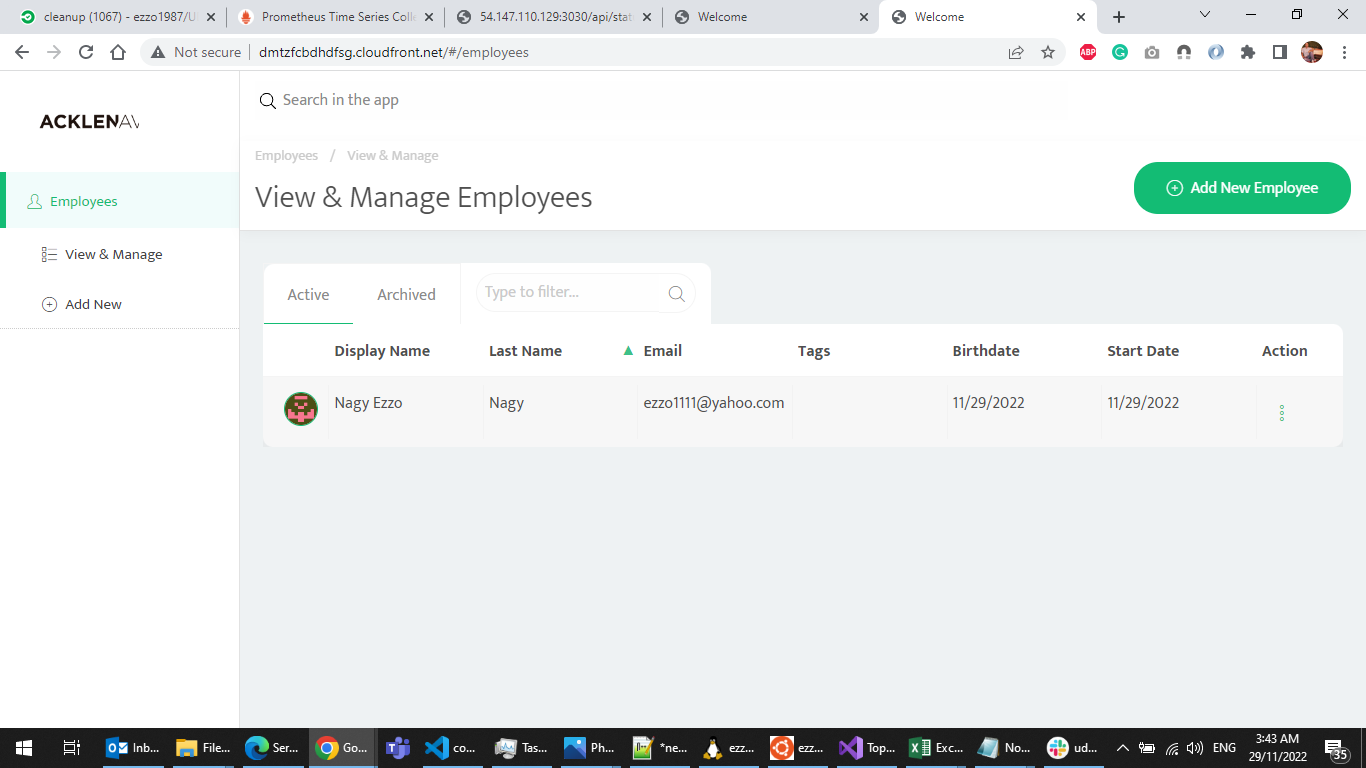 cleanup (1067) - ezzo1987/U
Prometheus Time Series Colle
54.147.110.129:3030/api/stat
Welcome
Welcome
Not secure
dmtzfcbdhdfsg.cloudfront.net/#/employees
ABP
ACKLENAV
Search in the app
Employees / View & Manage
View & Manage Employees
Add New Employee
Employees
View & Manage
Add New
Active
Archived
Type to filter...
Display Name
Last Name
Email
Tags
Birthdate
Start Date
Action
Nagy Ezzo
Nagy
ezzo1111@yahoo.com
11/29/2022
11/29/2022
Inb...
File...
Ser...
Go...
co...
Tas...
Ph...
*ne...
ezz...
ezz...
Top...
Exc...
No...
ud...
ENG
3:43 AM
29/11/2022
35